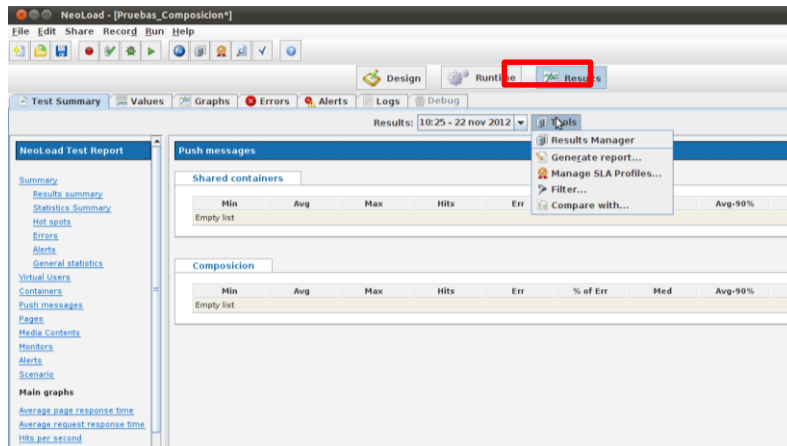 NeoLoad - [Pruebas_Composicion*]
File Edit Share Record Run Help
Design Runtime Results
Test Summary Values Graphs Errors Alerts Logs Debug
Results: 10:25 - 22 nov 2012 Tools
Results Manager
Generate report...
Manage SLA Profiles...
Filter...
Compare with...
NeoLoad Test Report
Summary
Results summary
Statistics Summary
Hot spots
Errors
Alerts
General statistics
Virtual Users
Containers
Push messages
Pages
Media Contents
Monitors
Alerts
Scenario
Main graphs
Average page response time
Average request response time
Hits per second
Push messages
Shared containers
Min Avg Max Hits Err Avg-90%
Empty list
Composicion
Min Avg Max Hits Err % of Err Med Avg-90%
Empty list